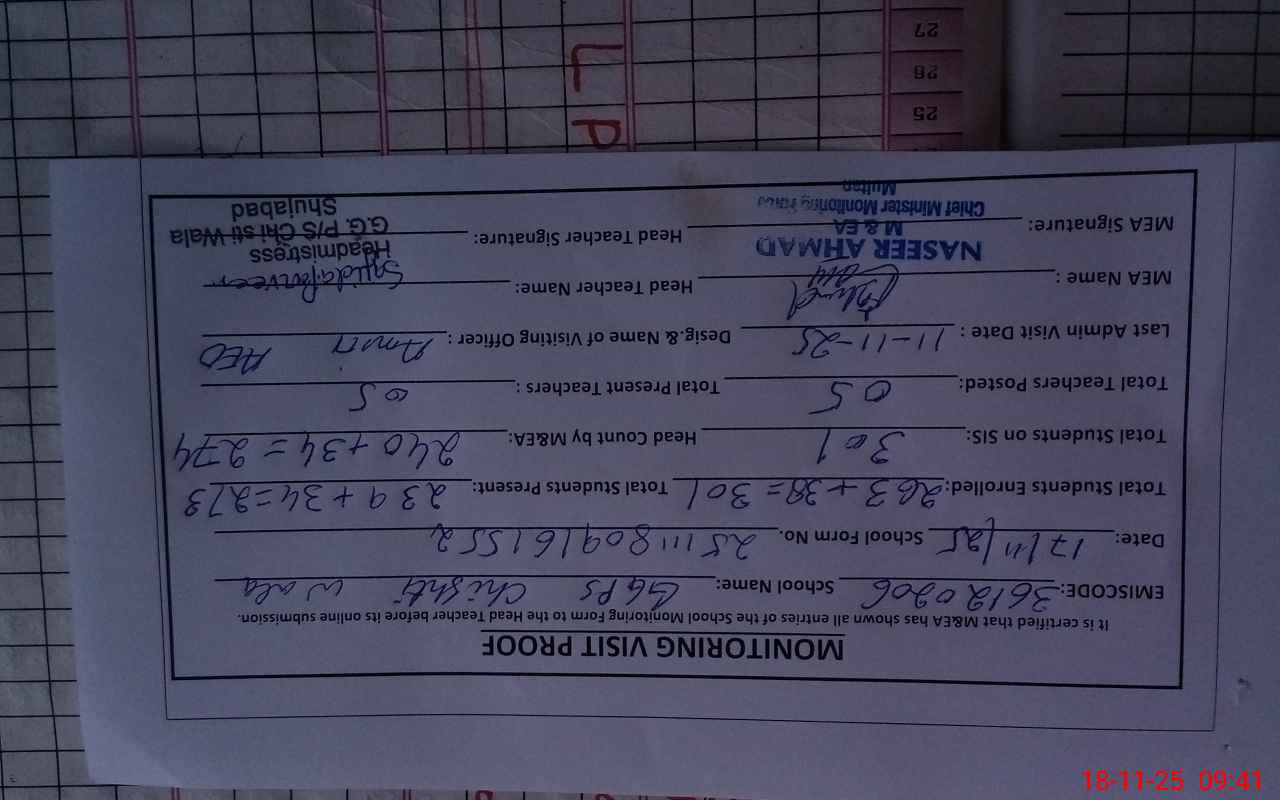 MONITORING VISIT PROOF
It is certified that M&EA has shown all entries of the School Monitoring Form to the Head Teacher before its online submission.
EMISCODE: 36120206 School Name: GGPS Chishti Wala
Date: 17/11/25 School Form No. 25111809161552
Total Students Enrolled: 263+38=301 Total Students Present: 239+34=273
Total Students on SIS: 301 Head Count by M&EA: 240+34=274
Total Teachers Posted: 05 Total Present Teachers : 05
Last Admin Visit Date : 11-11-25 Desig.& Name of Visiting Officer : Amna AEO
MEA Name : Head Teacher Name: Sajida Parveen
MEA Signature: NASEER AHMAD Head Teacher Signature: Headmistress
M & EA G.G. P/S Chisti Wala
Chief Minister Monitoring Force Shujabad
Multan
25
26
27
L P
18-11-25 09:41